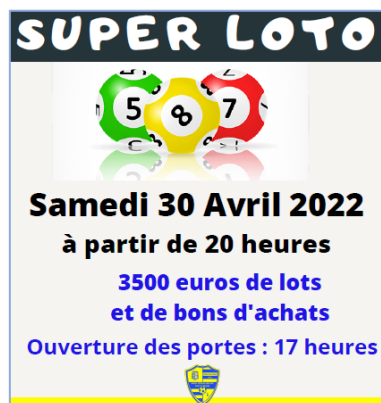 SUPER LOTO
5 8 7
Samedi 30 Avril 2022
à partir de 20 heures
3500 euros de lots
et de bons d'achats
Ouverture des portes : 17 heures